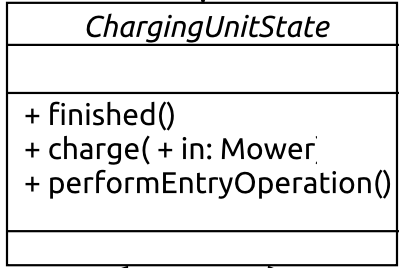 ChargingUnitState
+ finished()
+ charge( + in: Mower)
+ performEntryOperation()